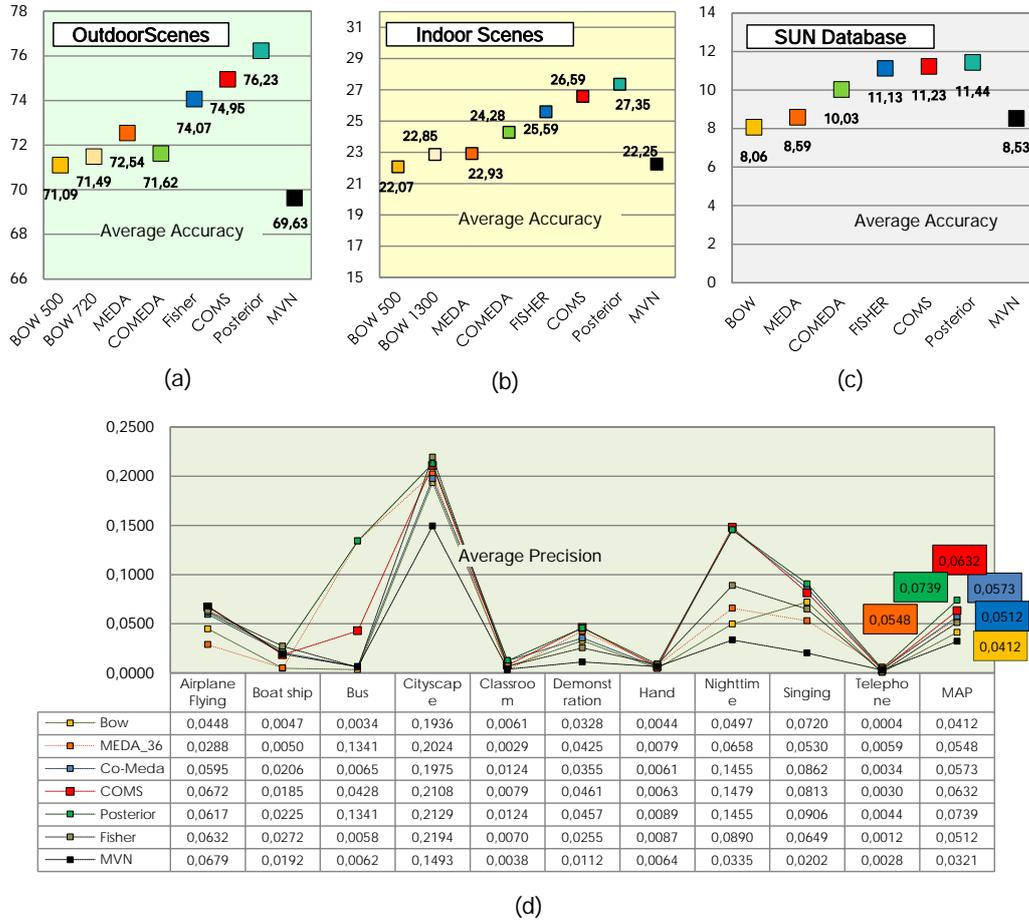 OutdoorScenes
78
76
74
72
70
68
66
71,09
71,49
72,54
71,62
74,07
74,95
76,23
69,63
Average Accuracy
BOW 500
BOW 720
MEDA
COMEDA
Fisher
COMS
Posterior
MVN
(a)
Indoor Scenes
31
29
27
25
23
21
19
17
15
22,07
22,85
22,93
24,28
25,59
26,59
27,35
22,25
Average Accuracy
BOW 500
BOW 1300
MEDA
COMEDA
FISHER
COMS
Posterior
MVN
(b)
SUN Database
14
12
10
8
6
4
2
0
8,06
8,59
10,03
11,13
11,23
11,44
8,53
Average Accuracy
BOW
MEDA
COMEDA
FISHER
COMS
Posterior
MVN
(c)
0,2500
0,2000
0,1500
0,1000
0,0500
0,0000
Average Precision
0,0632
0,0739
0,0573
0,0548
0,0512
0,0412
Airplane Flying Boat ship Bus Cityscap e Classroo m Demonst ration Hand Nighttim e Singing Telepho ne MAP
Bow 0,0448 0,0047 0,0034 0,1936 0,0061 0,0328 0,0044 0,0497 0,0720 0,0004 0,0412
MEDA_36 0,0288 0,0050 0,1341 0,2024 0,0029 0,0425 0,0079 0,0658 0,0530 0,0059 0,0548
Co-Meda 0,0595 0,0206 0,0065 0,1975 0,0124 0,0355 0,0061 0,1455 0,0862 0,0034 0,0573
COMS 0,0672 0,0185 0,0428 0,2108 0,0079 0,0461 0,0063 0,1479 0,0813 0,0030 0,0632
Posterior 0,0617 0,0225 0,1341 0,2129 0,0124 0,0457 0,0089 0,1455 0,0906 0,0044 0,0739
Fisher 0,0632 0,0272 0,0058 0,2194 0,0070 0,0255 0,0087 0,0890 0,0649 0,0012 0,0512
MVN 0,0679 0,0192 0,0062 0,1493 0,0038 0,0112 0,0064 0,0335 0,0202 0,0028 0,0321
(d)